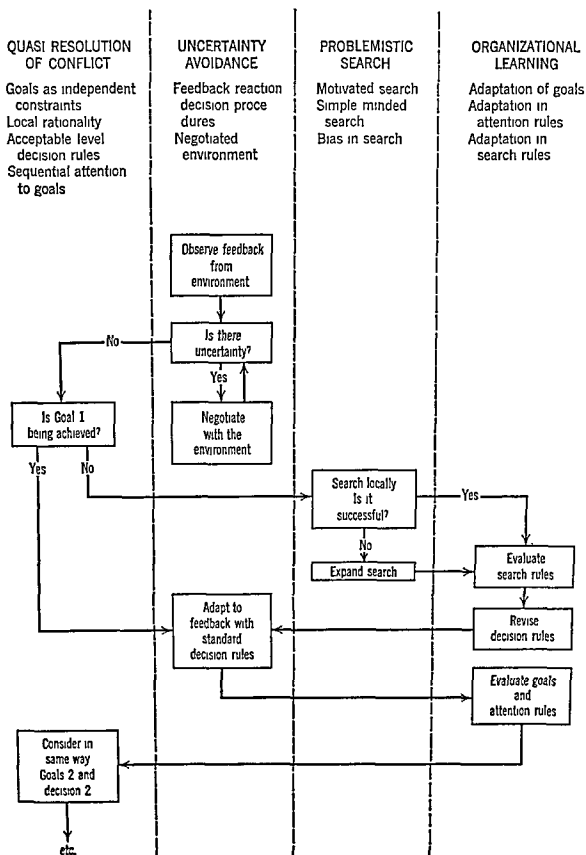 QUASI RESOLUTION
OF CONFLICT
Goals as independent
constraints
Local rationality
Acceptable level
decision rules
Sequential attention
to goals
UNCERTAINTY
AVOIDANCE
Feedback reaction
decision proce
dures
Negotiated
environment
PROBLEMISTIC
SEARCH
Motivated search
Simple minded
search
Bias in search
ORGANIZATIONAL
LEARNING
Adaptation of goals
Adaptation in
attention rules
Adaptation in
search rules
Observe feedback
from
environment
Is there
uncertainty?
No
Yes
Negotiate
with the
environment
Is Goal 1
being achieved?
Yes
No
Search locally
Is it
successful?
Yes
No
Expand search
Evaluate
search rules
Revise
decision rules
Adapt to
feedback with
standard
decision rules
Evaluate goals
and
attention rules
Consider in
same way
Goals 2 and
decision 2
etc